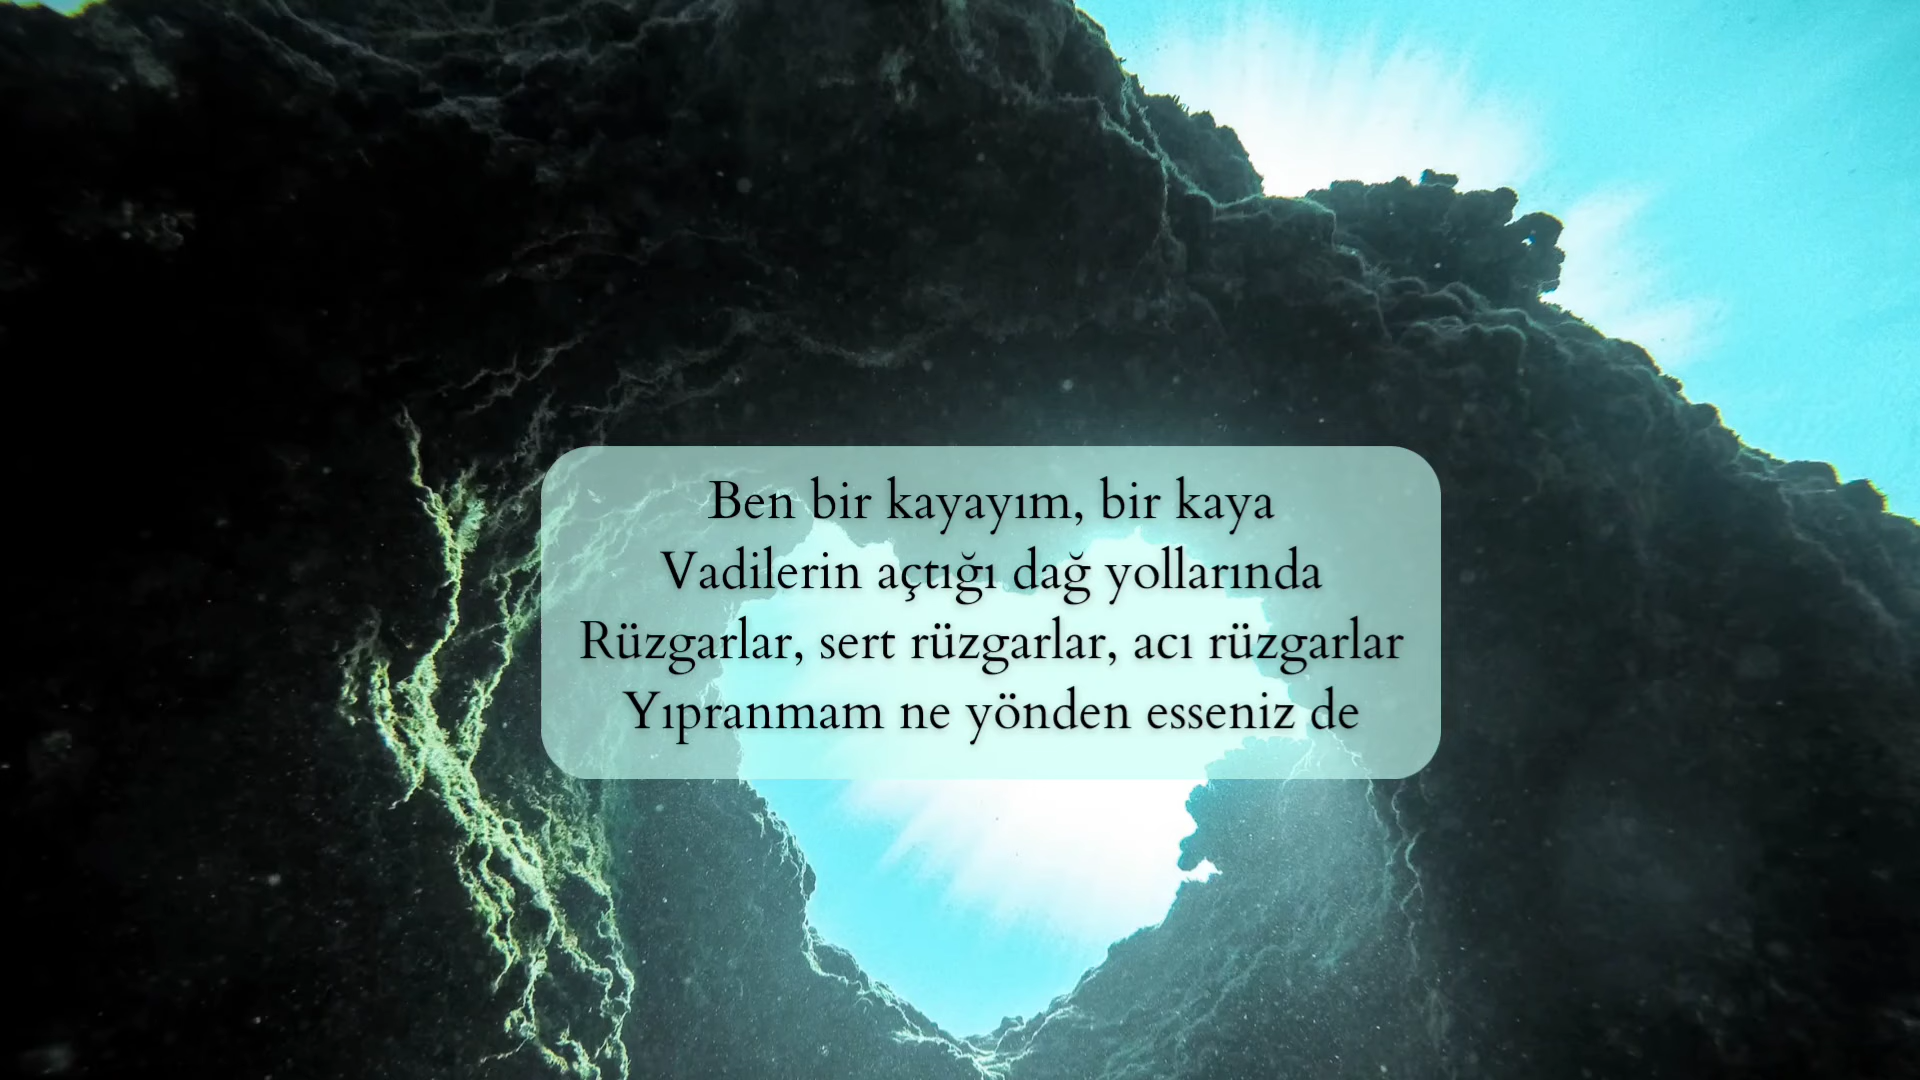 Ben bir kayayım, bir kaya
Vadilerin açtığı dağ yollarında
Rüzgarlar, sert rüzgarlar, acı rüzgarlar
Yıpranmam ne yönden esseniz de